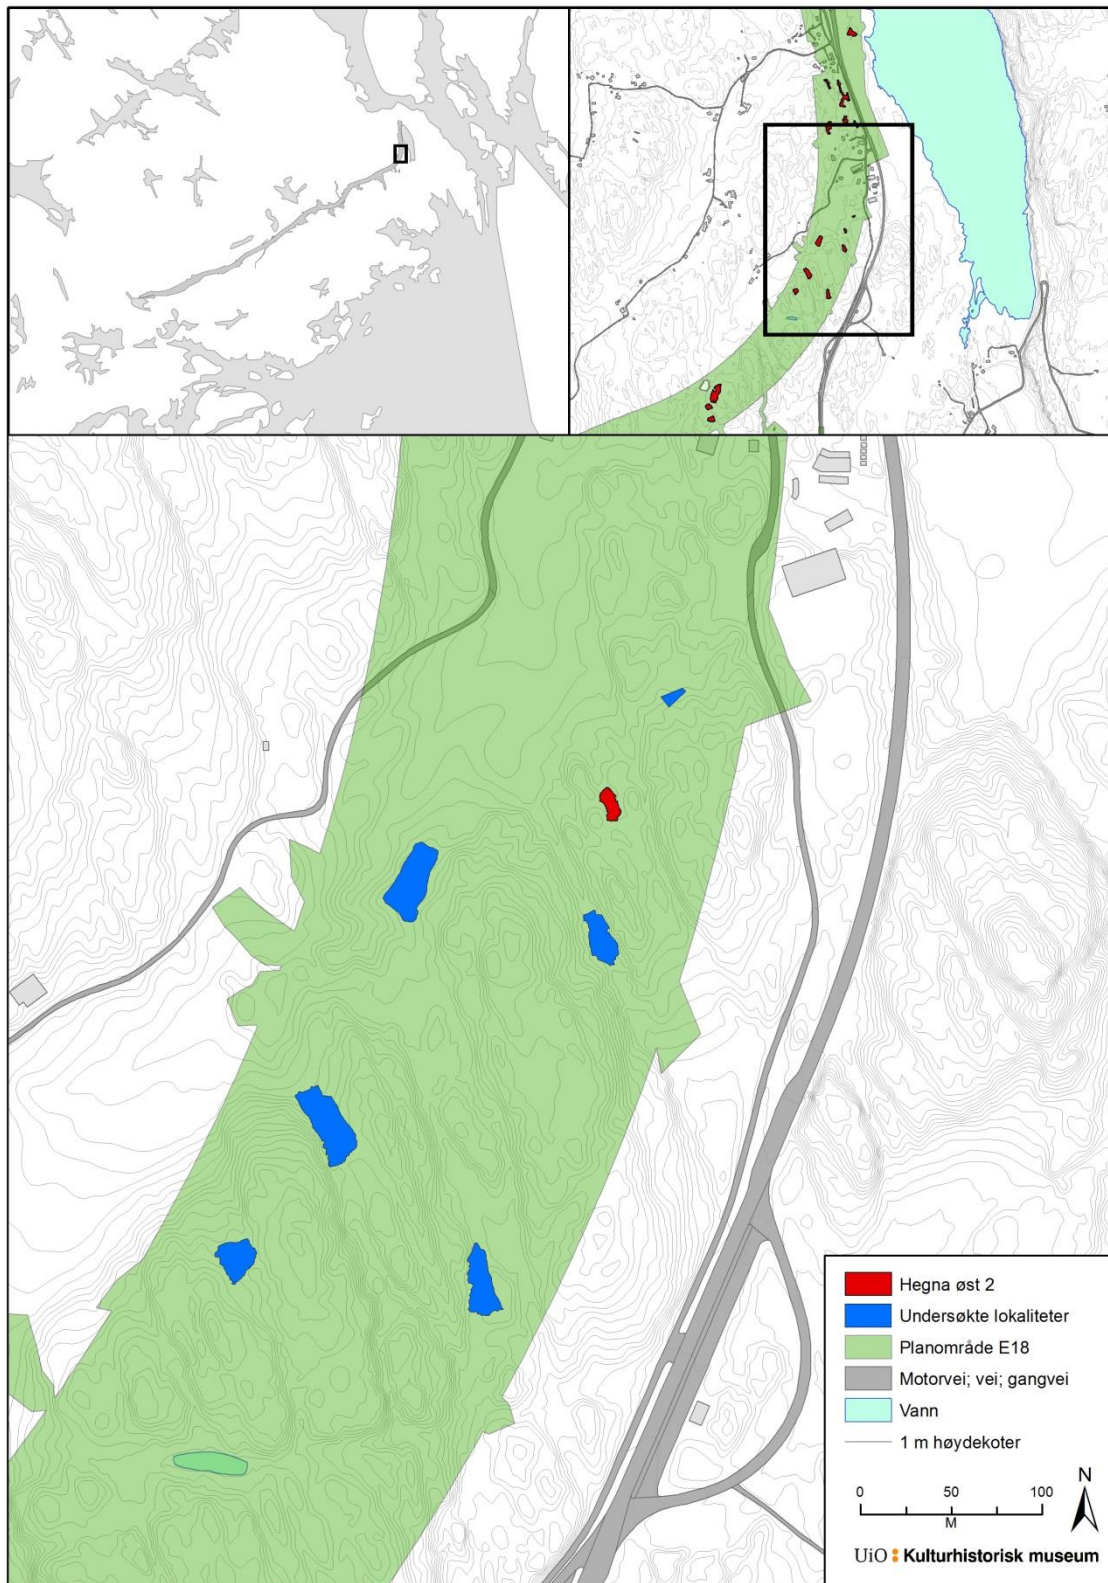 Hegna øst 2
Undersøkte lokaliteter
Planområde E18
Motorvei; vei; gangvei
Vann
1 m høydekoter
0 50 100
M
N
UiO Kulturhistorisk museum